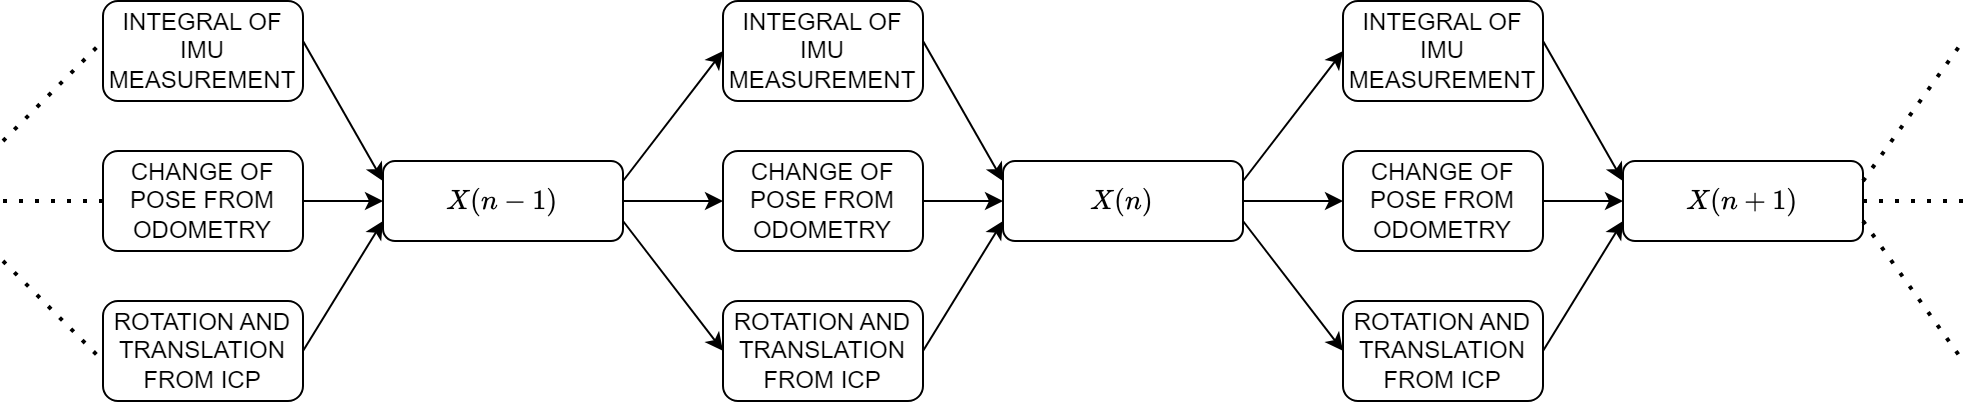 INTEGRAL OF
IMU
MEASUREMENT
CHANGE OF
POSE FROM
ODOMETRY
ROTATION AND
TRANSLATION
FROM ICP
X(n − 1)
INTEGRAL OF
IMU
MEASUREMENT
CHANGE OF
POSE FROM
ODOMETRY
ROTATION AND
TRANSLATION
FROM ICP
X(n)
INTEGRAL OF
IMU
MEASUREMENT
CHANGE OF
POSE FROM
ODOMETRY
ROTATION AND
TRANSLATION
FROM ICP
X(n + 1)